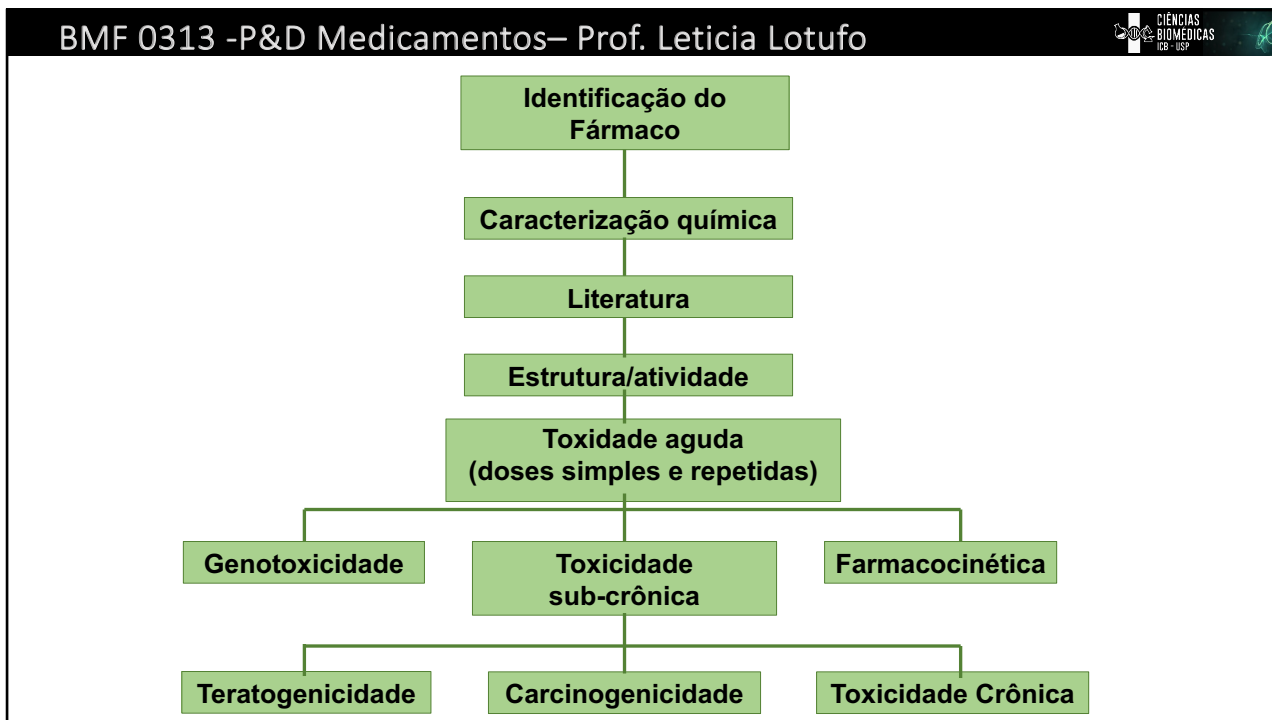 BMF 0313 -P&D Medicamentos– Prof. Leticia Lotufo
CIÊNCIAS
BIOMÉDICAS
ICB - USP
Identificação do
Fármaco
Caracterização química
Literatura
Estrutura/atividade
Toxidade aguda
(doses simples e repetidas)
Genotoxicidade
Toxicidade
sub-crônica
Farmacocinética
Teratogenicidade
Carcinogenicidade
Toxicidade Crônica